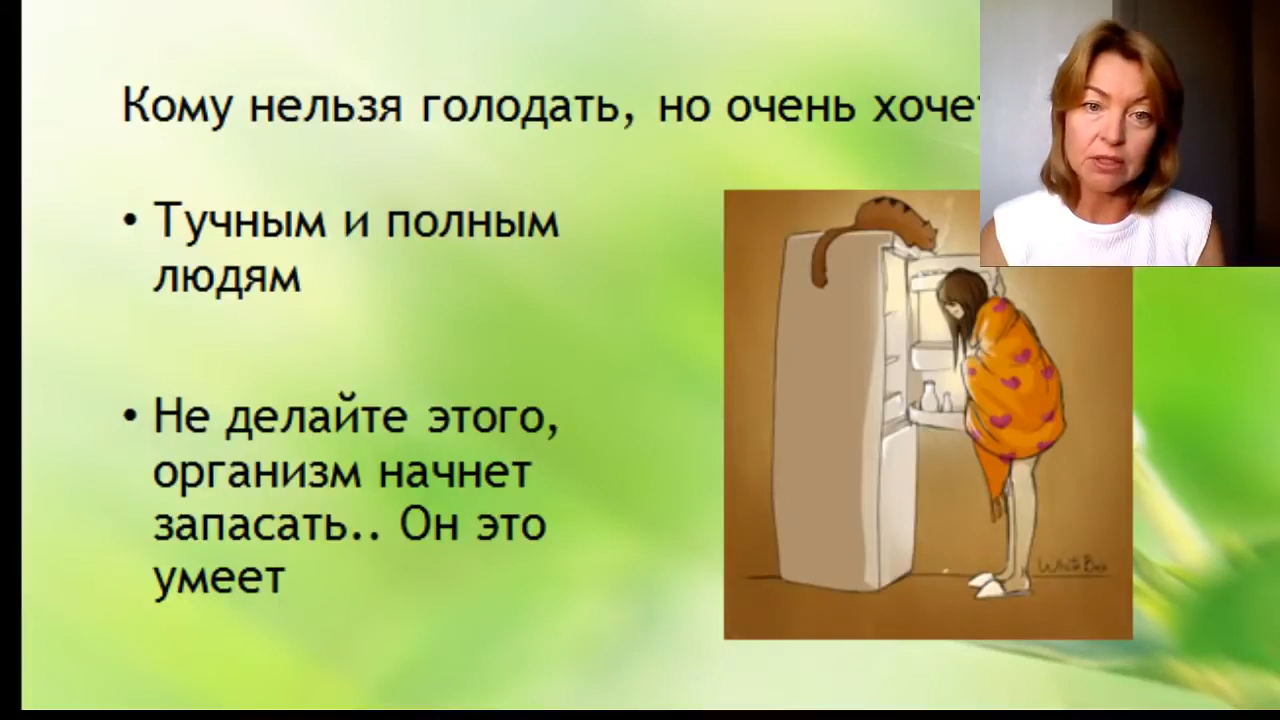 Кому нельзя голодать, но очень хоче
• Тучным и полным
людям
• Не делайте этого,
организм начнет
запасать.. Он это
умеет